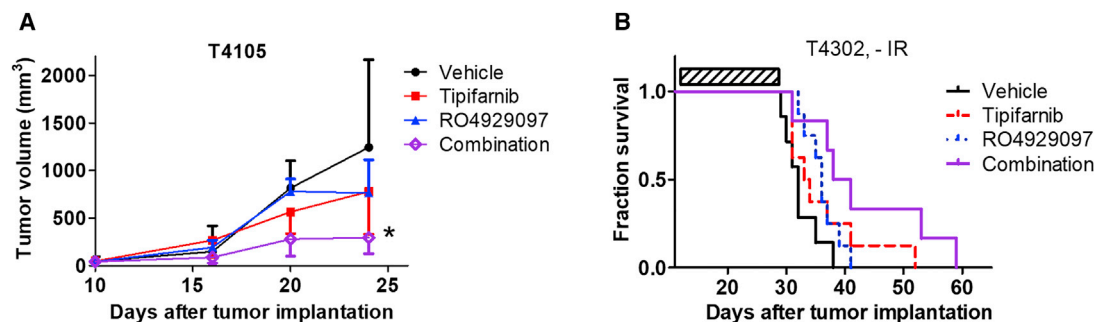 A
T4105
Tumor volume (mm3)
2000
1500
1000
500
0
10
15
20
25
Days after tumor implantation
Vehicle
Tipifarnib
RO4929097
Combination
*
B
T4302, - IR
Fraction survival
1.0
0.5
0.0
20
30
40
50
60
Days after tumor implantation
Vehicle
Tipifarnib
RO4929097
Combination